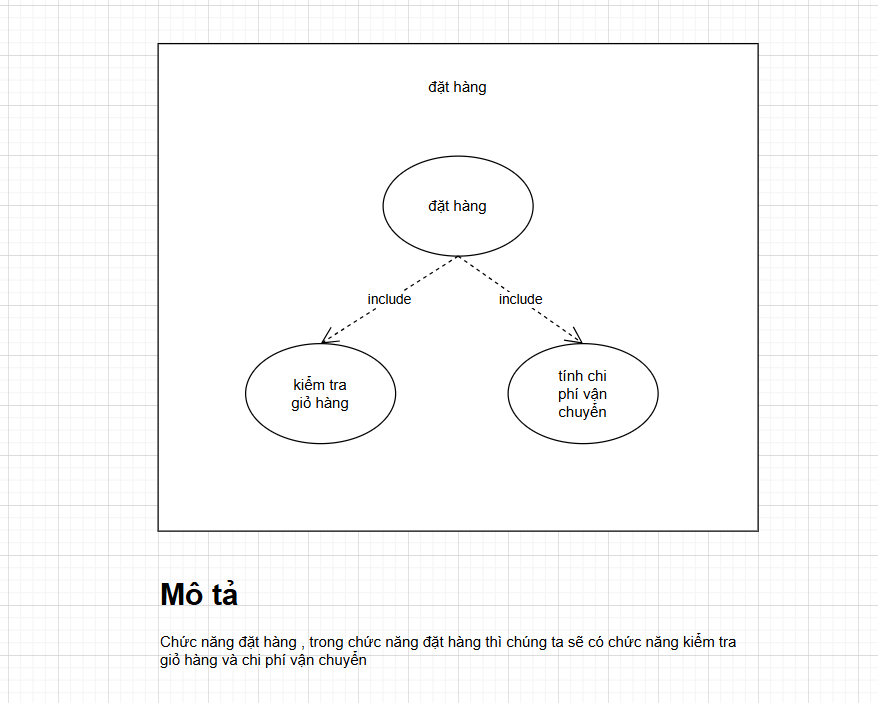 đặt hàng
đặt hàng
include
include
kiểm tra
giỏ hàng
tính chi
phí vận
chuyển
Mô tả
Chức năng đặt hàng , trong chức năng đặt hàng thì chúng ta sẽ có chức năng kiểm tra
giỏ hàng và chi phí vận chuyển